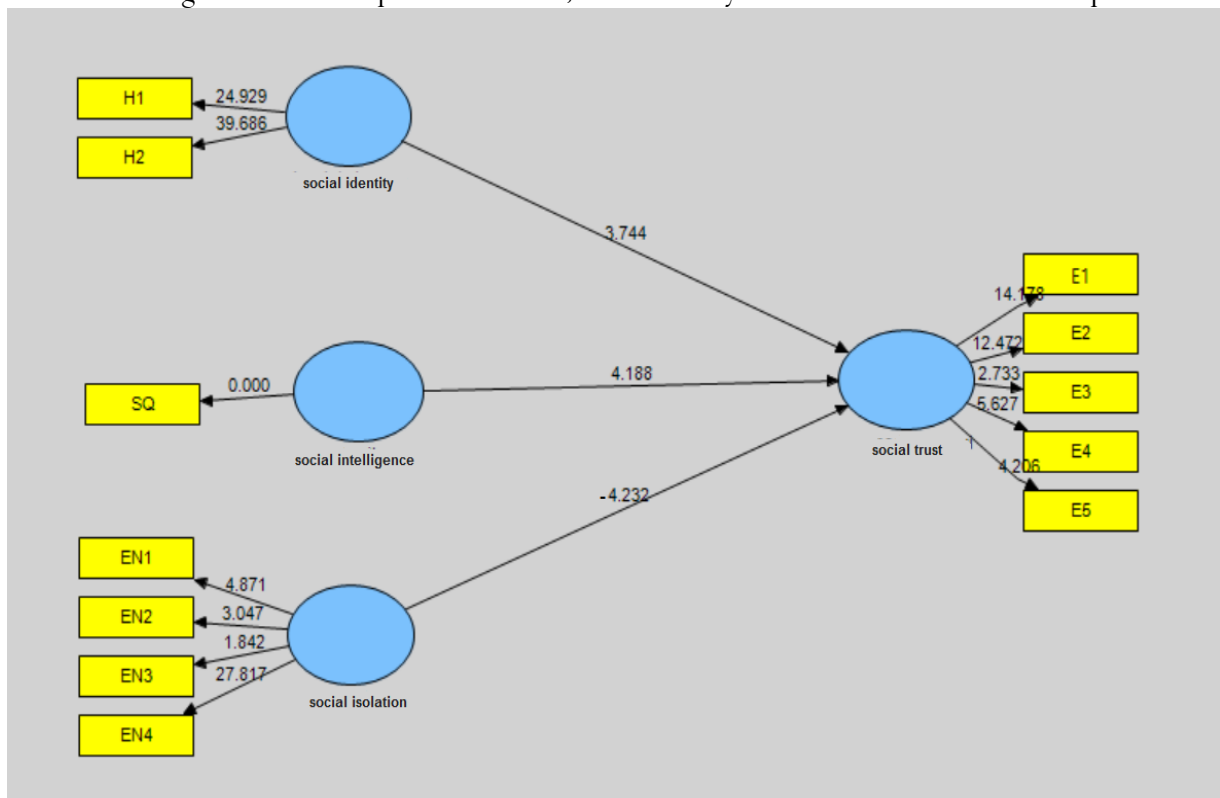 H1
24.929
39.686
H2
social identity
3.744
E1
14.178
E2
12.472
2.733
E3
5.627
E4
4.206
E5
social trust
4.188
SQ
0.000
social intelligence
-4.232
EN1
4.871
EN2
3.047
1.842
EN3
27.817
EN4
social isolation